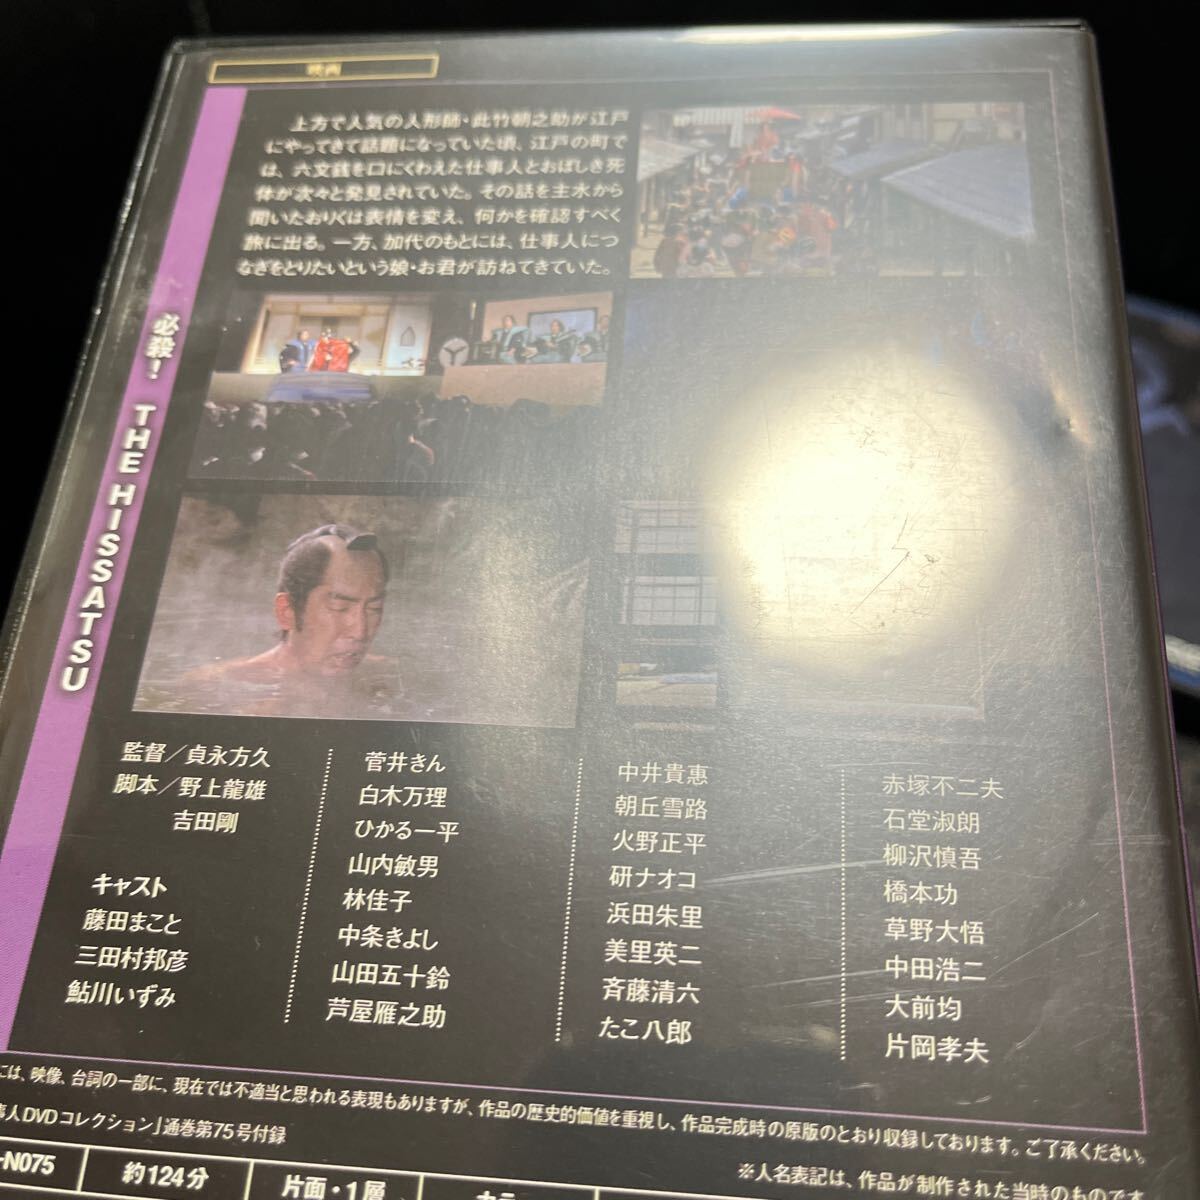 映画
上方で人気の人形師・此竹朝之助が江戸
にやってきて話題になっていた頃、江戸の町で
は、六文銭を口にくわえた仕事人とおぼしき死
体が次々と発見されていた。その話を主水から
聞いたおりくは表情を変え、何かを確認すべく
旅に出る。一方、加代のもとには、仕事人につ
なぎをとりたいという娘・お君が訪ねてきていた。
必殺! THE HISSATSU
監督／貞永方久
脚本／野上龍雄
吉田剛
キャスト
藤田まこと
三田村邦彦
鮎川いずみ
菅井きん
白木万理
ひかる一平
山内敏男
林佳子
中条きよし
山田五十鈴
芦屋雁之助
中井貴惠
朝丘雪路
火野正平
研ナオコ
浜田朱里
美里英二
斉藤清六
たこ八郎
赤塚不二夫
石堂淑朗
柳沢慎吾
橋本功
草野大悟
中田浩二
大前均
片岡孝夫
には、映像、台詞の一部に、現在では不適当と思われる表現もありますが、作品の歴史的価値を重視し、作品完成時の原版のとおり収録しております。ご了承ください。
事人DVDコレクション」通巻第75号付録
※人名表記は、作品が制作された当時のものです
-N075
約124分
片面・1層
カラー